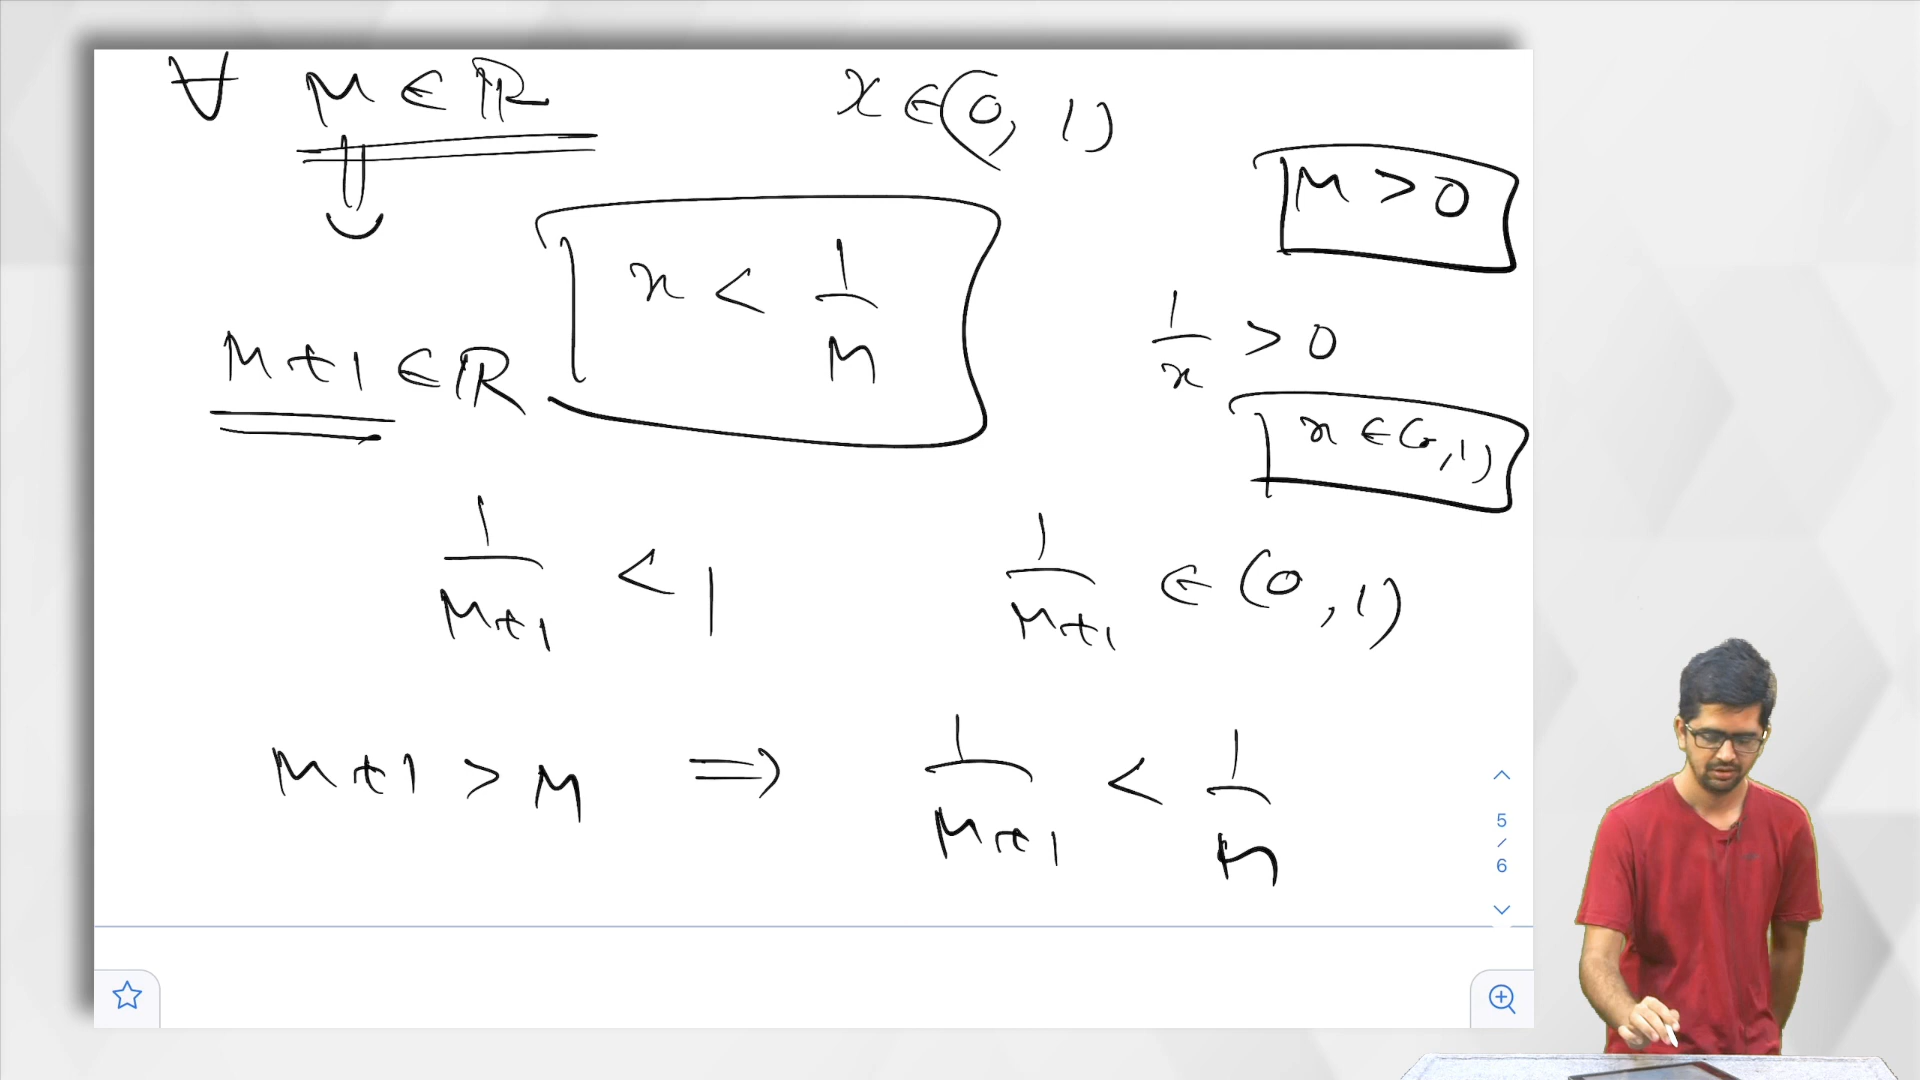 ∀ M ∈ ℝ
x ∈ (0, 1)
M > 0
x < 1/M
M+1 ∈ ℝ
1/x > 0
x ∈ (0, 1)
1/(M+1) < 1
1/(M+1) ∈ (0, 1)
M+1 > M ⇒ 1/(M+1) < 1/M
5
/
6